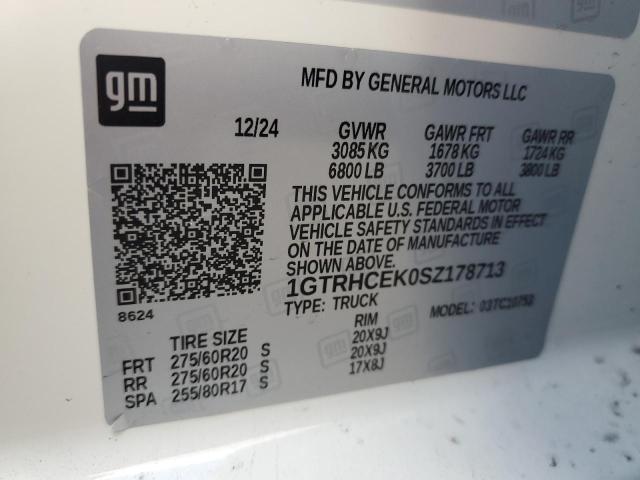 gm
MFD BY GENERAL MOTORS LLC
12/24 GVWR GAWR FRT GAWR RR
3085 KG 1678 KG 1724 KG
6800 LB 3700 LB 3800 LB
THIS VEHICLE CONFORMS TO ALL
APPLICABLE U.S. FEDERAL MOTOR
VEHICLE SAFETY STANDARDS IN EFFECT
ON THE DATE OF MANUFACTURE
SHOWN ABOVE.
1GTRHCEK0SZ178713
TYPE: TRUCK MODEL: 03TC10753
8624
TIRE SIZE RIM
FRT 275/60R20 S 20X9J
RR 275/60R20 S 20X9J
SPA 255/80R17 S 17X8J